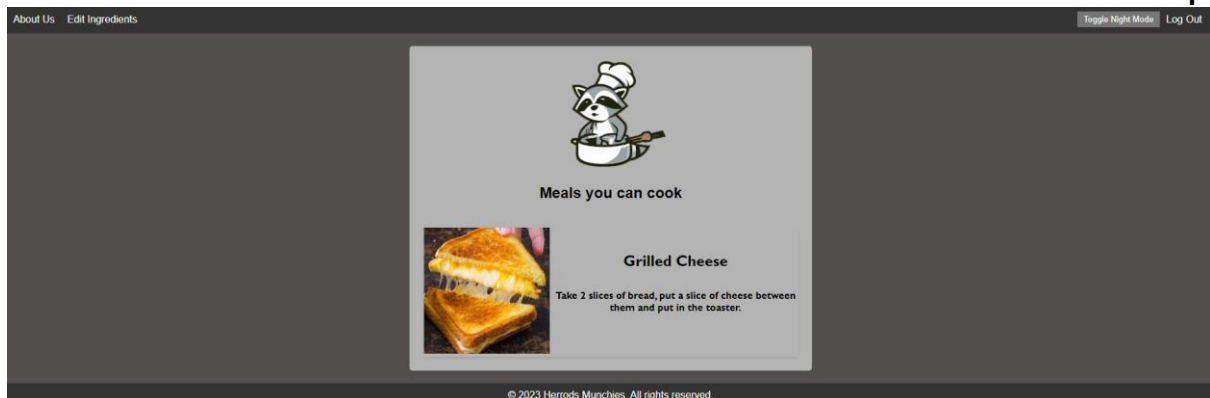 About Us Edit Ingredients Toggle Night Mode Log Out
Meals you can cook
Grilled Cheese
Take 2 slices of bread, put a slice of cheese between
them and put in the toaster.
© 2023 Herrods Munchies. All rights reserved.